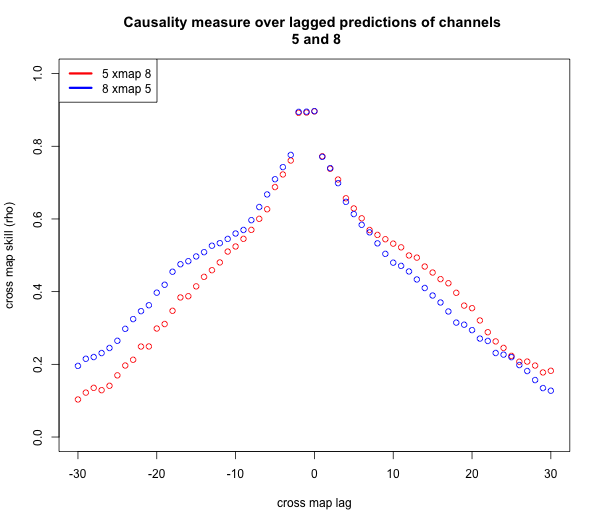 Causality measure over lagged predictions of channels
5 and 8
5 xmap 8
8 xmap 5
cross map skill (rho)
1.0
0.8
0.6
0.4
0.2
0.0
-30 -20 -10 0 10 20 30
cross map lag